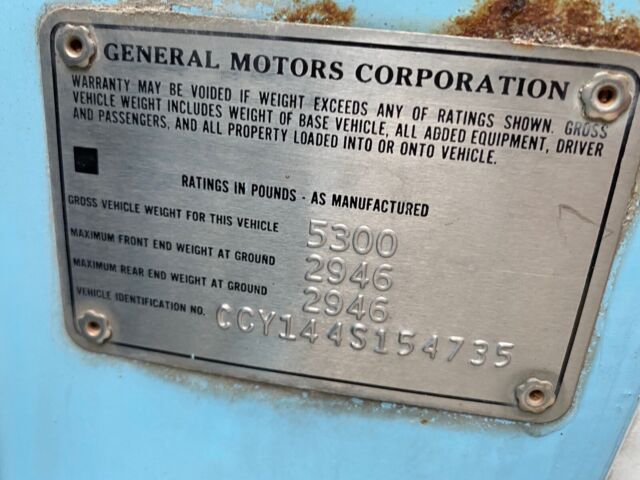 GENERAL MOTORS CORPORATION
WARRANTY MAY BE VOIDED IF WEIGHT EXCEEDS ANY OF RATINGS SHOWN. GROSS
VEHICLE WEIGHT INCLUDES WEIGHT OF BASE VEHICLE, ALL ADDED EQUIPMENT, DRIVER
AND PASSENGERS, AND ALL PROPERTY LOADED INTO OR ONTO VEHICLE.
RATINGS IN POUNDS - AS MANUFACTURED
GROSS VEHICLE WEIGHT FOR THIS VEHICLE 5300
MAXIMUM FRONT END WEIGHT AT GROUND 2946
MAXIMUM REAR END WEIGHT AT GROUND 2946
VEHICLE IDENTIFICATION NO. CCY144S154735